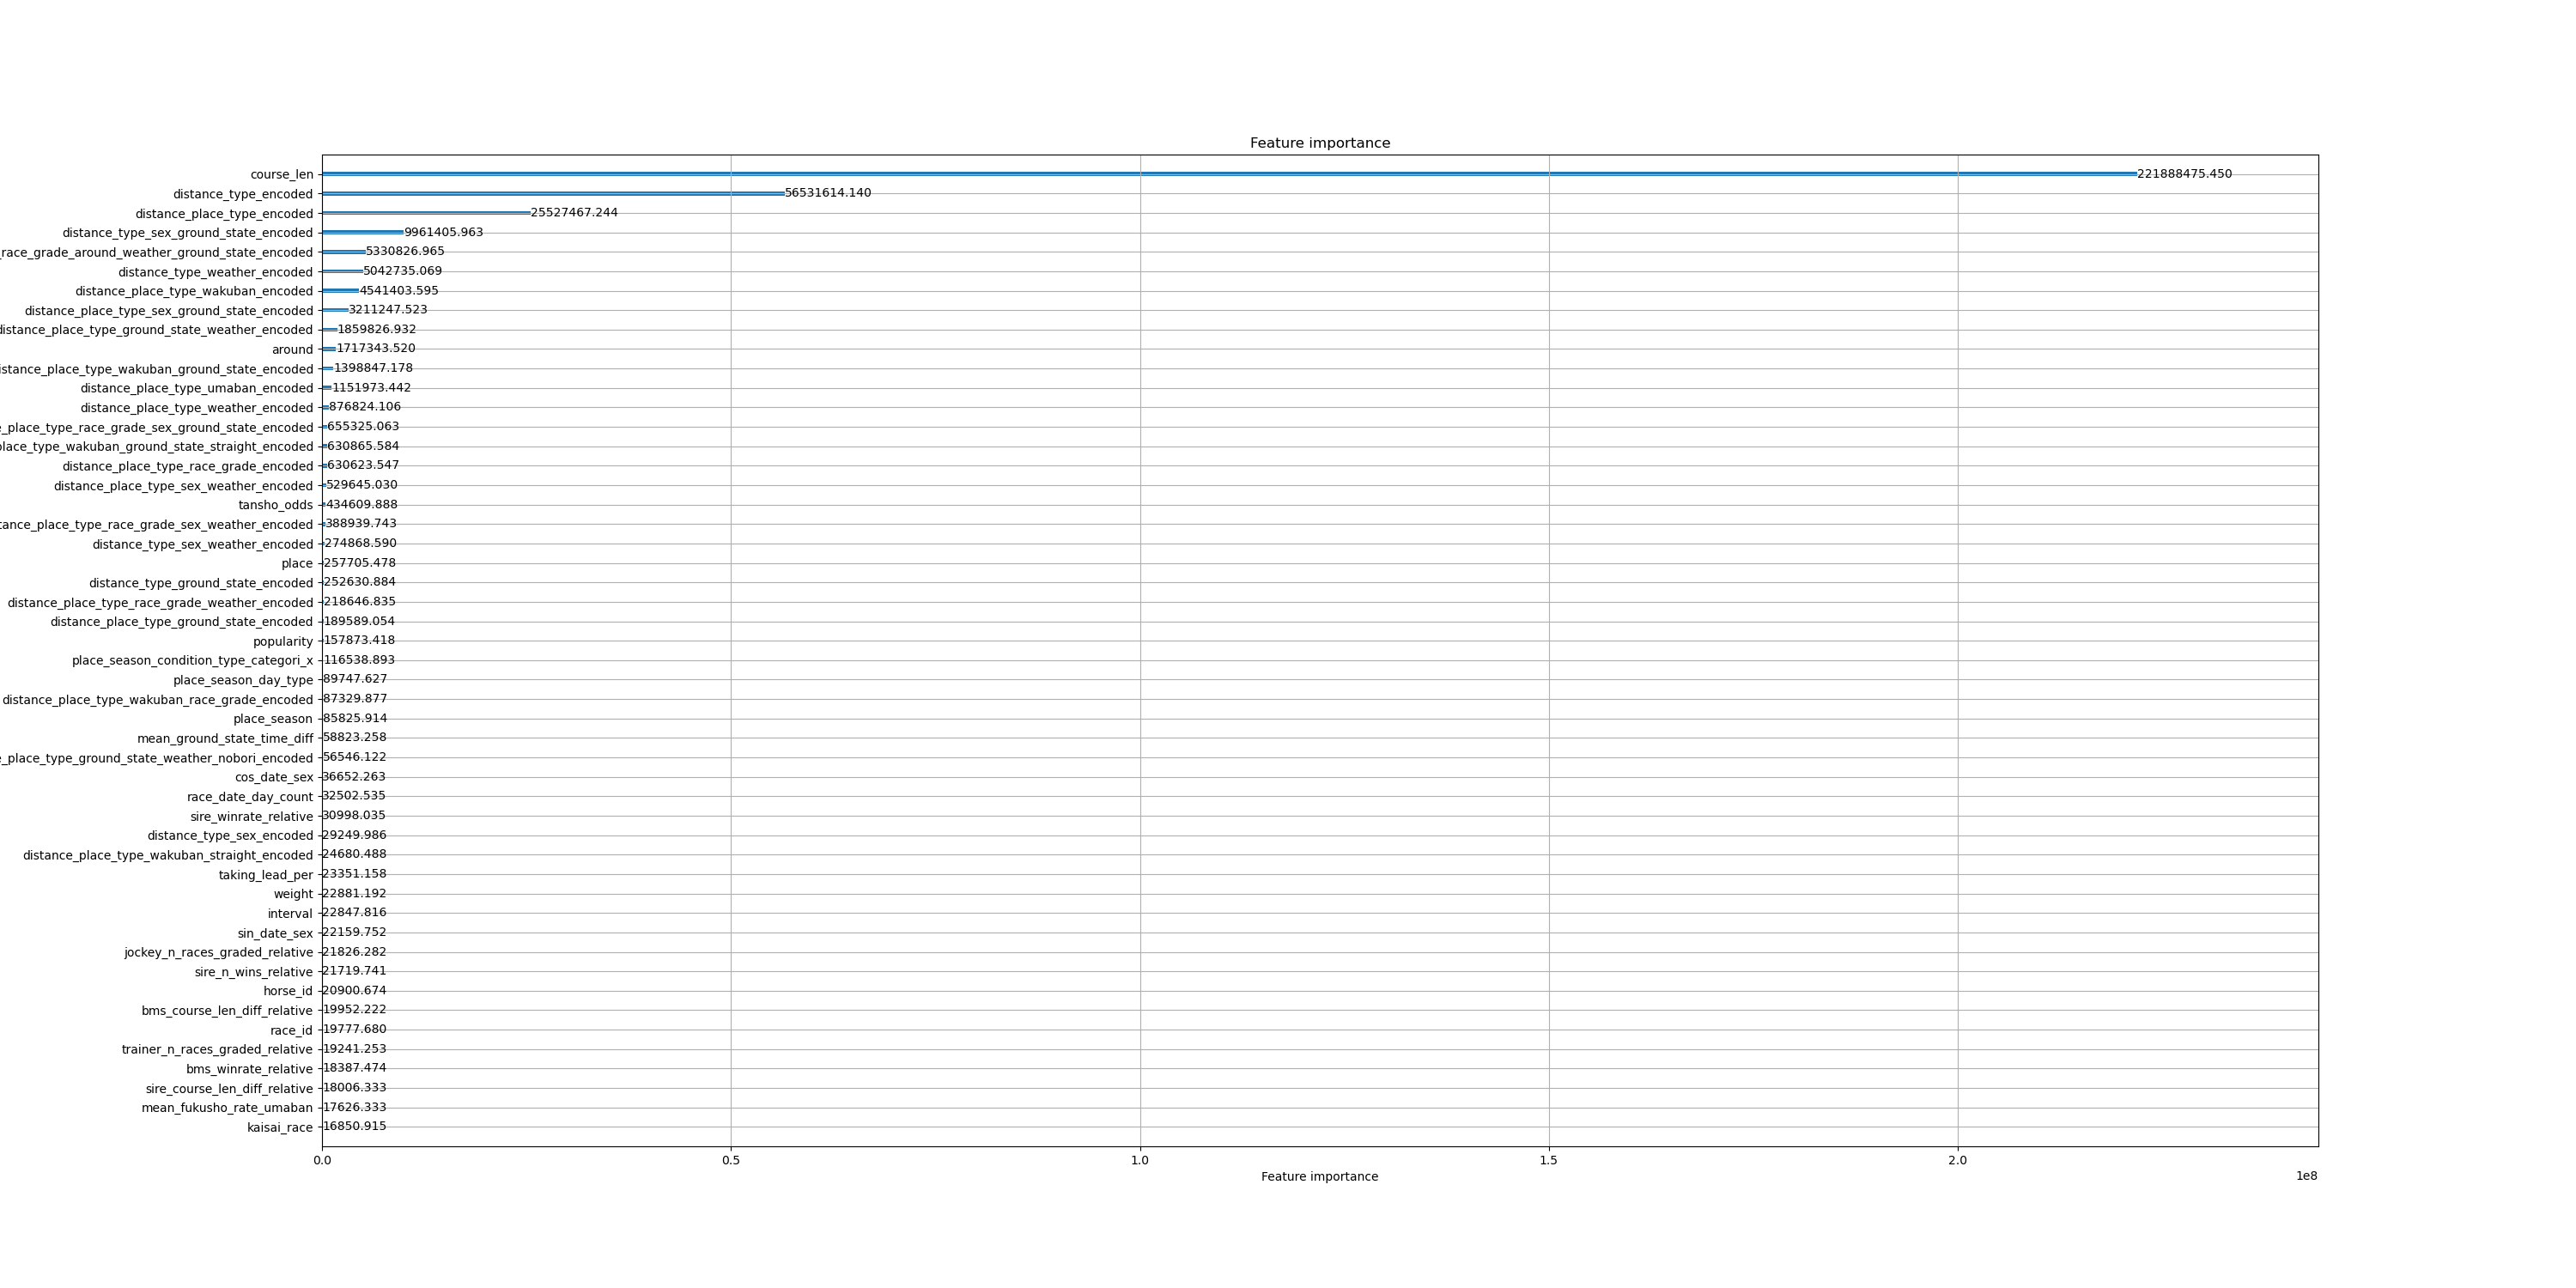 Feature importance
course_len 221888475.450
distance_type_encoded 56531614.140
distance_place_type_encoded 25527467.244
distance_type_sex_ground_state_encoded 9961405.963
_race_grade_around_weather_ground_state_encoded 5330826.965
distance_type_weather_encoded 5042735.069
distance_place_type_wakuban_encoded 4541403.595
distance_place_type_sex_ground_state_encoded 3211247.523
distance_place_type_ground_state_weather_encoded 1859826.932
around 1717343.520
istance_place_type_wakuban_ground_state_encoded 1398847.178
distance_place_type_umaban_encoded 1151973.442
distance_place_type_weather_encoded 876824.106
_place_type_race_grade_sex_ground_state_encoded 655325.063
place_type_wakuban_ground_state_straight_encoded 630865.584
distance_place_type_race_grade_encoded 630623.547
distance_place_type_sex_weather_encoded 529645.030
tansho_odds 434609.888
tance_place_type_race_grade_sex_weather_encoded 388939.743
distance_type_sex_weather_encoded 274868.590
place 257705.478
distance_type_ground_state_encoded 252630.884
distance_place_type_race_grade_weather_encoded 218646.835
distance_place_type_ground_state_encoded 189589.054
popularity 157873.418
place_season_condition_type_categori_x 116538.893
place_season_day_type 89747.627
distance_place_type_wakuban_race_grade_encoded 87329.877
place_season 85825.914
mean_ground_state_time_diff 58823.258
_place_type_ground_state_weather_nobori_encoded 56546.122
cos_date_sex 36652.263
race_date_day_count 32502.535
sire_winrate_relative 30998.035
distance_type_sex_encoded 29249.986
distance_place_type_wakuban_straight_encoded 24680.488
taking_lead_per 23351.158
weight 22881.192
interval 22847.816
sin_date_sex 22159.752
jockey_n_races_graded_relative 21826.282
sire_n_wins_relative 21719.741
horse_id 20900.674
bms_course_len_diff_relative 19952.222
race_id 19777.680
trainer_n_races_graded_relative 19241.253
bms_winrate_relative 18387.474
sire_course_len_diff_relative 18006.333
mean_fukusho_rate_umaban 17626.333
kaisai_race 16850.915
0.0 0.5 1.0 1.5 2.0
Feature importance
1e8